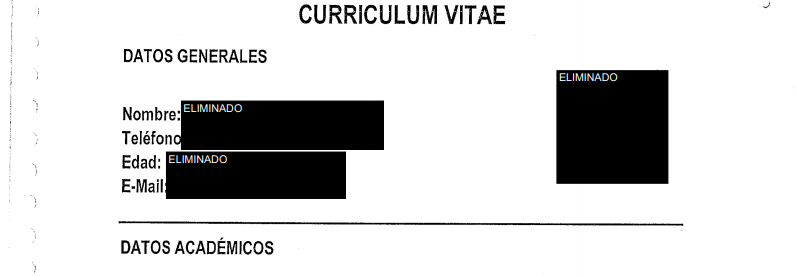 CURRICULUM VITAE
DATOS GENERALES
ELIMINADO
Nombre: ELIMINADO
Teléfono
Edad: ELIMINADO
E-Mail:
DATOS ACADÉMICOS